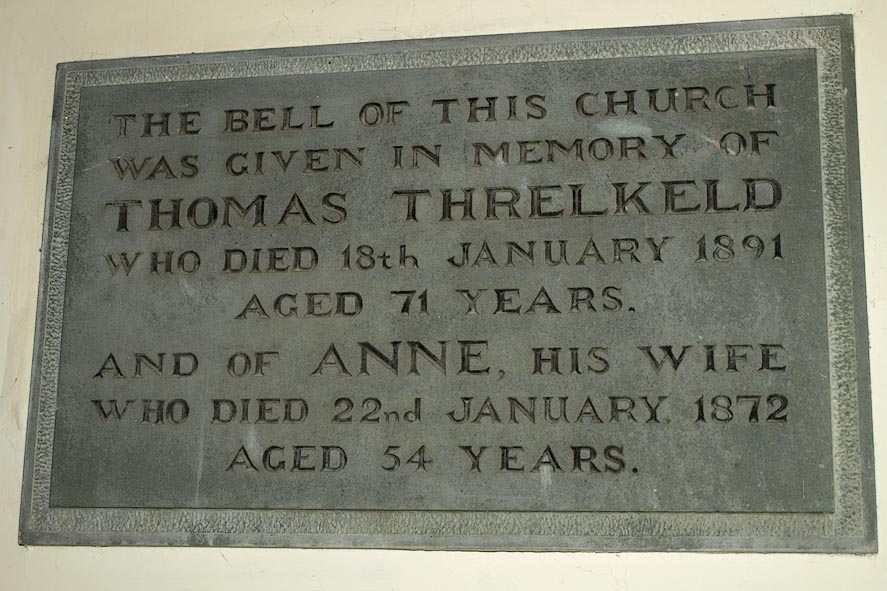 THE BELL OF THIS CHURCH
WAS GIVEN IN MEMORY OF
THOMAS THRELKELD
WHO DIED 18th JANUARY 1891
AGED 71 YEARS.
AND OF ANNE, HIS WIFE
WHO DIED 22nd JANUARY, 1872
AGED 54 YEARS.